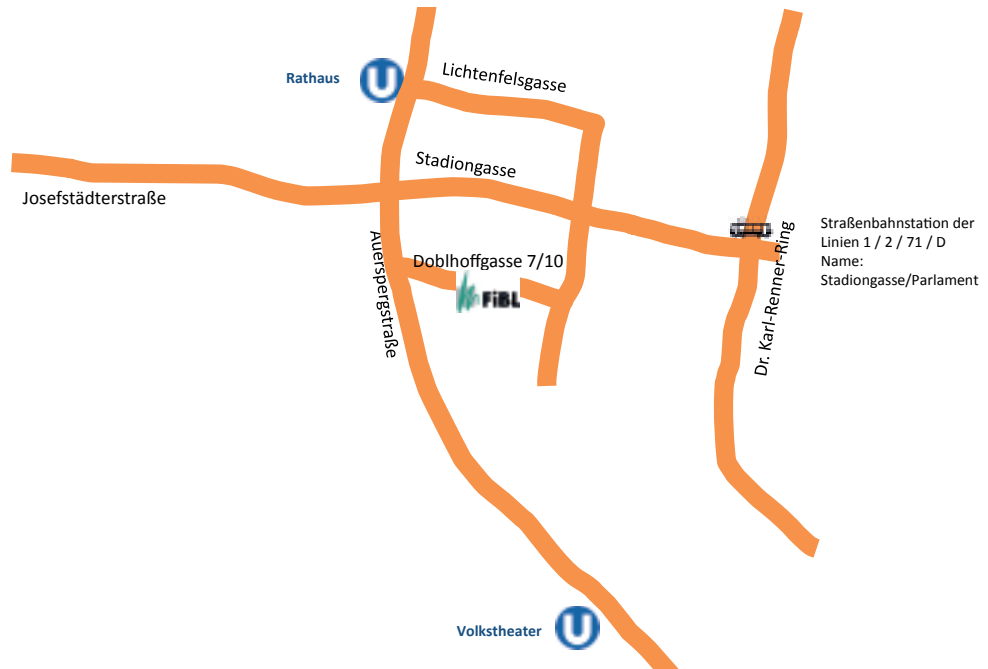 Rathaus
U
Lichtenfelsgasse
Stadiongasse
Josefstädterstraße
Auerspergstraße
Doblhoffgasse 7/10
FiBL
Dr. Karl-Renner-Ring
Straßenbahnstation der
Linien 1 / 2 / 71 / D
Name:
Stadiongasse/Parlament
Volkstheater
U